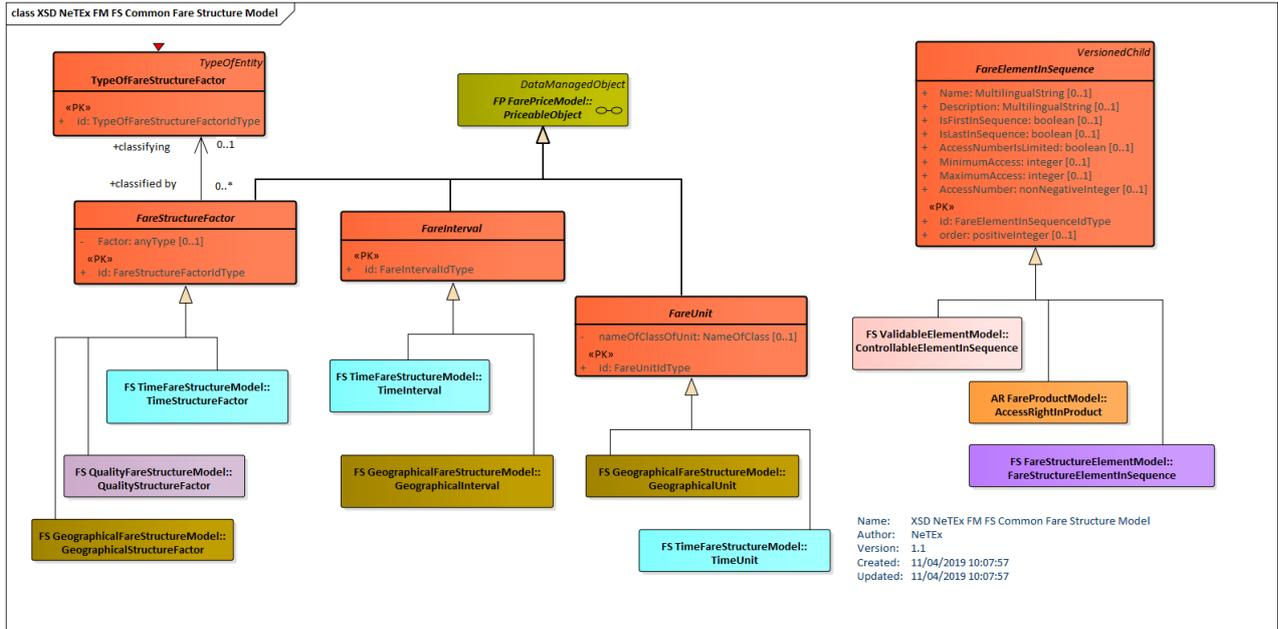 class XSD NeTEx FM FS Common Fare Structure Model
TypeOfEntity
TypeOfFareStructureFactor
«PK»
+ id: TypeOfFareStructureFactorIdType
+classifying
0..1
+classified by
0..*
FareStructureFactor
- Factor: anyType [0..1]
«PK»
+ id: FareStructureFactorIdType
FS TimeFareStructureModel::
TimeStructureFactor
FS QualityFareStructureModel::
QualityStructureFactor
FS GeographicalFareStructureModel::
GeographicalStructureFactor
DataManagedObject
FP FarePriceModel::
PriceableObject
FareInterval
«PK»
+ id: FareIntervalIdType
FS TimeFareStructureModel::
TimeInterval
FS GeographicalFareStructureModel::
GeographicalInterval
FareUnit
- nameOfClassOfUnit: NameOfClass [0..1]
«PK»
+ id: FareUnitIdType
FS GeographicalFareStructureModel::
GeographicalUnit
FS TimeFareStructureModel::
TimeUnit
VersionedChild
FareElementInSequence
+ Name: MultilingualString [0..1]
+ Description: MultilingualString [0..1]
+ IsFirstInSequence: boolean [0..1]
+ IsLastInSequence: boolean [0..1]
+ AccessNumberIsLimited: boolean [0..1]
+ MinimumAccess: integer [0..1]
+ MaximumAccess: integer [0..1]
+ AccessNumber: nonNegativeInteger [0..1]
«PK»
+ id: FareElementInSequenceIdType
+ order: positiveInteger [0..1]
FS ValidableElementModel::
ControllableElementInSequence
AR FareProductModel::
AccessRightInProduct
FS FareStructureElementModel::
FareStructureElementInSequence
Name: XSD NeTEx FM FS Common Fare Structure Model
Author: NeTEx
Version: 1.1
Created: 11/04/2019 10:07:57
Updated: 11/04/2019 10:07:57